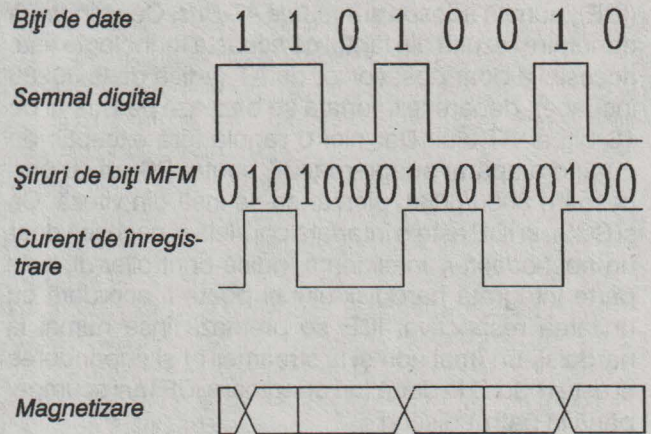 Biţi de date 1 1 0 1 0 0 1 0
Semnal digital
Şiruri de biţi MFM 0101000100100100
Curent de înregis-
trare
Magnetizare